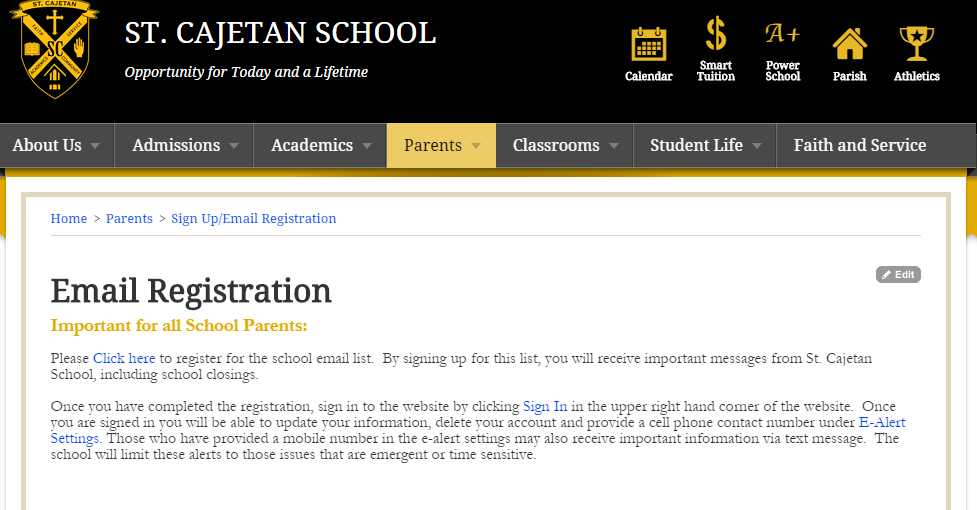 ST. CAJETAN
FAITH
SERVICE
SC
ACADEMICS
COMMUNITY
ST. CAJETAN SCHOOL
Opportunity for Today and a Lifetime
Calendar
Smart
Tuition
A+
Power
School
Parish
Athletics
About Us
Admissions
Academics
Parents
Classrooms
Student Life
Faith and Service
Home > Parents > Sign Up/Email Registration
Edit
Email Registration
Important for all School Parents:
Please Click here to register for the school email list.  By signing up for this list, you will receive important messages from St. Cajetan
School, including school closings.
Once you have completed the registration, sign in to the website by clicking Sign In in the upper right hand corner of the website.  Once
you are signed in you will be able to update your information, delete your account and provide a cell phone contact number under E-Alert
Settings. Those who have provided a mobile number in the e-alert settings may also receive important information via text message.  The
school will limit these alerts to those issues that are emergent or time sensitive.